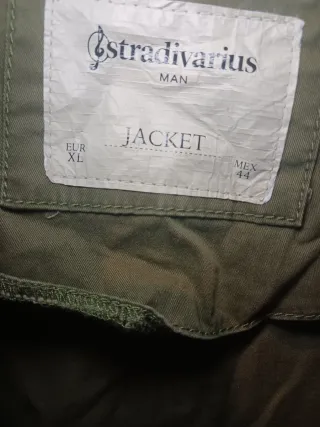 stradivarius
MAN
JACKET
EUR
XL
MEX
44